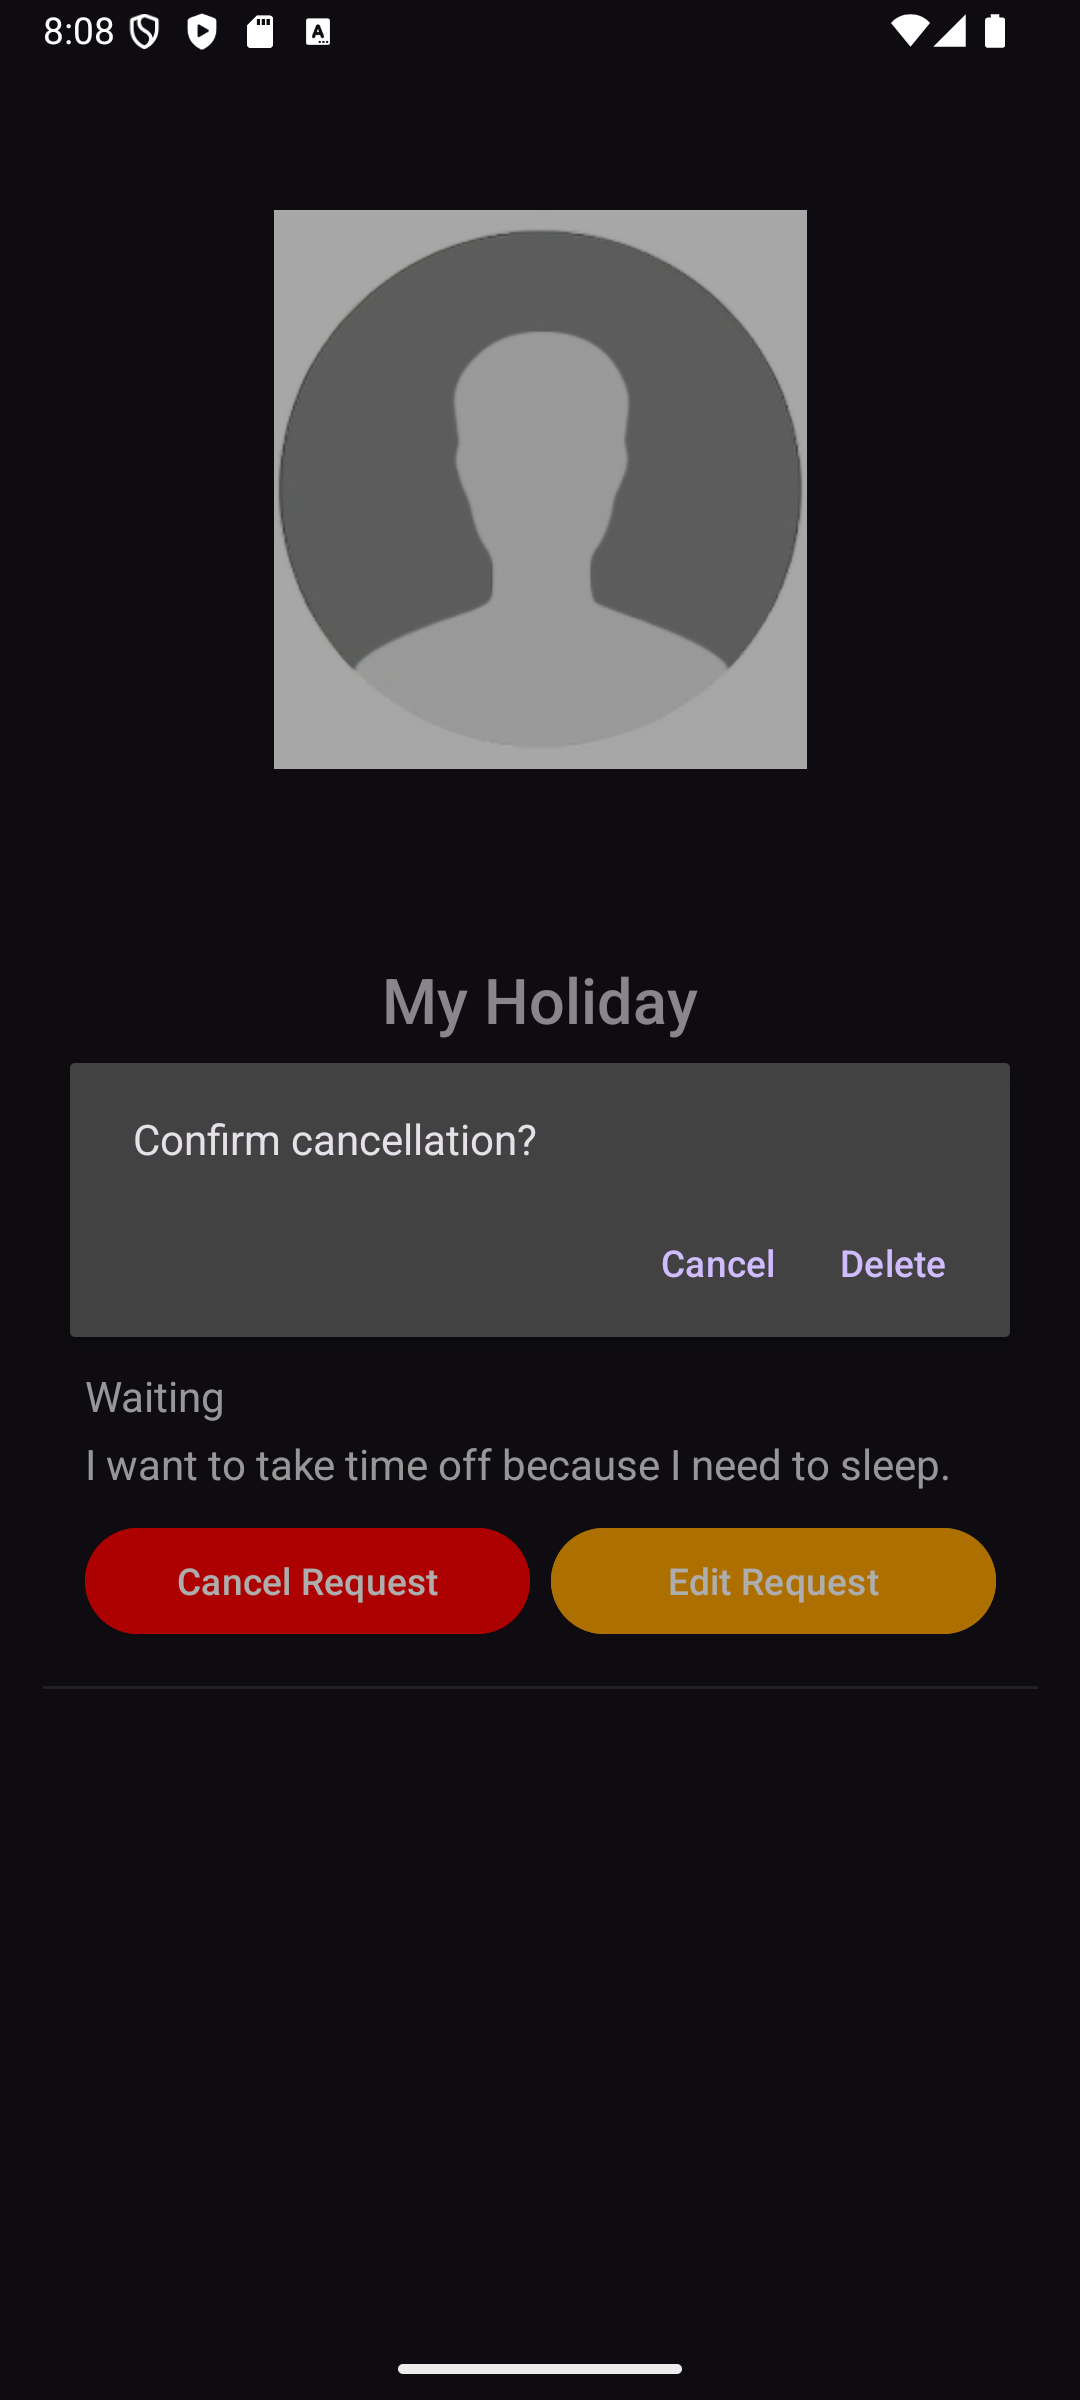 8:08
My Holiday
Confirm cancellation?
Cancel Delete
Waiting
I want to take time off because I need to sleep.
Cancel Request Edit Request